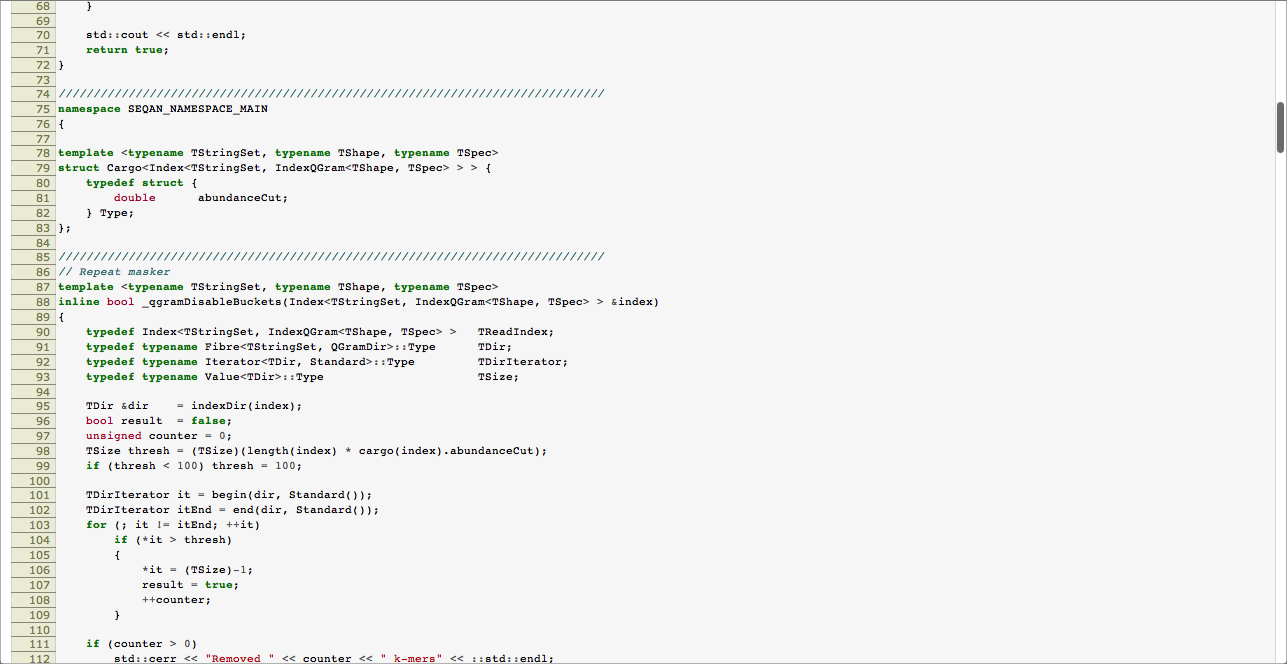 68 }
69
70 std::cout << std::endl;
71 return true;
72 }
73
74 //////////////////////////////////////////////////////////////////////////////
75 namespace SEQAN_NAMESPACE_MAIN
76 {
77
78 template <typename TStringSet, typename TShape, typename TSpec>
79 struct Cargo<Index<TStringSet, IndexQGram<TShape, TSpec> > > {
80 typedef struct {
81 double abundanceCut;
82 } Type;
83 };
84
85 //////////////////////////////////////////////////////////////////////////////
86 // Repeat masker
87 template <typename TStringSet, typename TShape, typename TSpec>
88 inline bool _qgramDisableBuckets(Index<TStringSet, IndexQGram<TShape, TSpec> > &index)
89 {
90 typedef Index<TStringSet, IndexQGram<TShape, TSpec> > TReadIndex;
91 typedef typename Fibre<TStringSet, QGramDir>::Type TDir;
92 typedef typename Iterator<TDir, Standard>::Type TDirIterator;
93 typedef typename Value<TDir>::Type TSize;
94
95 TDir &dir = indexDir(index);
96 bool result = false;
97 unsigned counter = 0;
98 TSize thresh = (TSize)(length(index) * cargo(index).abundanceCut);
99 if (thresh < 100) thresh = 100;
100
101 TDirIterator it = begin(dir, Standard());
102 TDirIterator itEnd = end(dir, Standard());
103 for (; it != itEnd; ++it)
104 if (*it > thresh)
105 {
106 *it = (TSize)-1;
107 result = true;
108 ++counter;
109 }
110
111 if (counter > 0)
112 std::cerr << "Removed " << counter << " k-mers" << ::std::endl;